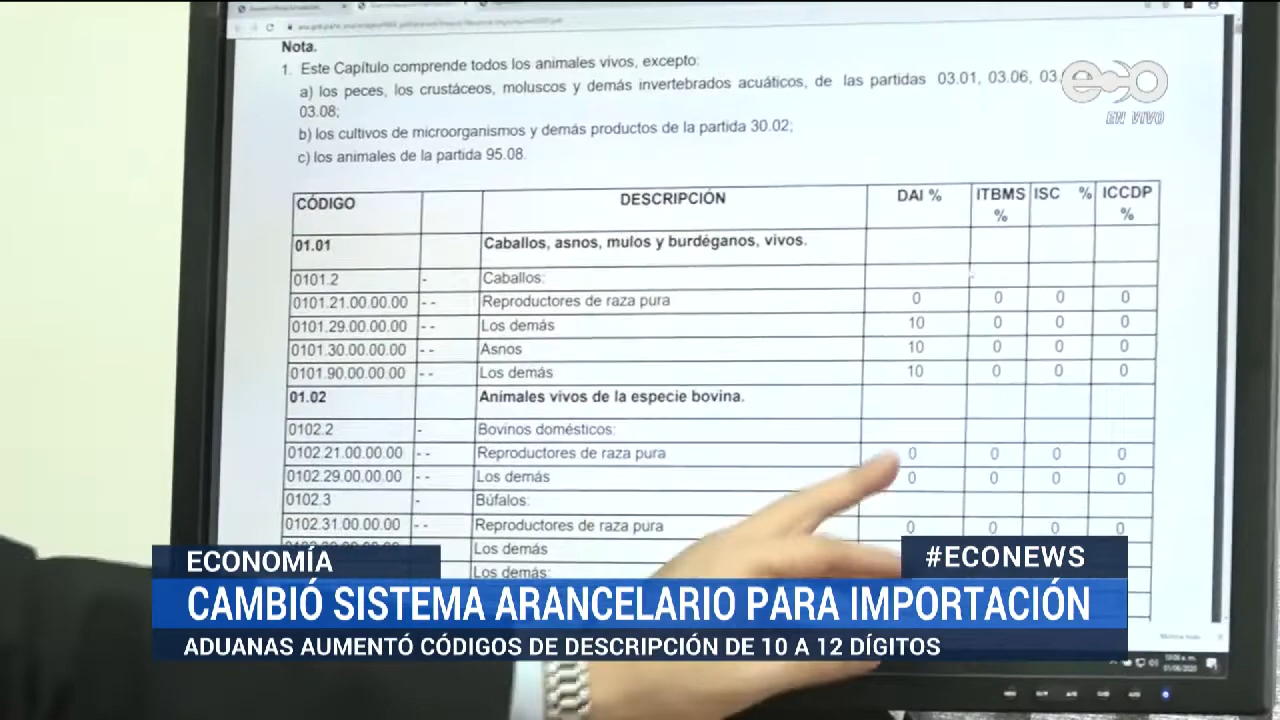 Nota.
1. Este Capítulo comprende todos los animales vivos, excepto:
a) los peces, los crustáceos, moluscos y demás invertebrados acuáticos, de las partidas 03.01, 03.06, 03.
03.08;
b) los cultivos de microorganismos y demás productos de la partida 30.02;
c) los animales de la partida 95.08.
eco
EN VIVO
CÓDIGO DESCRIPCIÓN DAI % ITBMS % ISC % ICCDP %
01.01 Caballos, asnos, mulos y burdéganos, vivos.
0101.2 - Caballos:
0101.21.00.00.00 - - Reproductores de raza pura 0 0 0 0
0101.29.00.00.00 - - Los demás 10 0 0 0
0101.30.00.00.00 - - Asnos 10 0 0 0
0101.90.00.00.00 - - Los demás 10 0 0 0
01.02 Animales vivos de la especie bovina.
0102.2 - Bovinos domésticos:
0102.21.00.00.00 - - Reproductores de raza pura 0 0 0 0
0102.29.00.00.00 - - Los demás 0 0 0 0
0102.3 - Búfalos:
0102.31.00.00.00 - - Reproductores de raza pura 0 0 0 0
Los demás
Los demás:
ECONOMÍA
#ECONEWS
CAMBIÓ SISTEMA ARANCELARIO PARA IMPORTACIÓN
ADUANAS AUMENTÓ CÓDIGOS DE DESCRIPCIÓN DE 10 A 12 DÍGITOS
01/06/2020